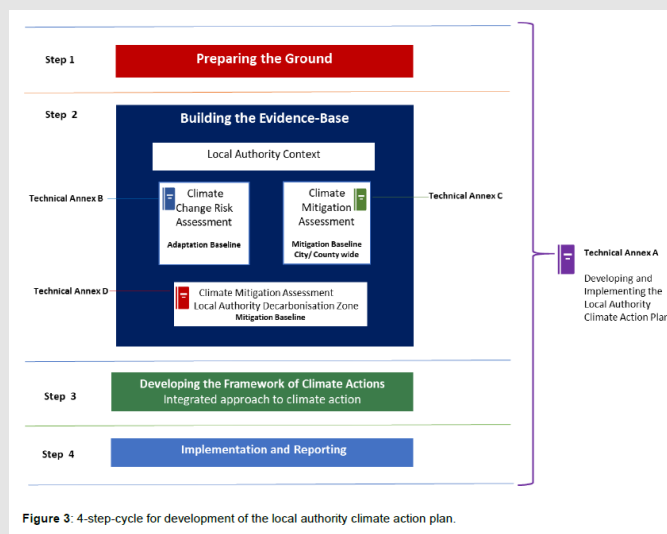 Step 1
Preparing the Ground
Step 2
Building the Evidence-Base
Local Authority Context
Technical Annex B
Climate
Change Risk
Assessment
Adaptation Baseline
Climate
Mitigation
Assessment
Mitigation Baseline
City/ County wide
Technical Annex C
Technical Annex D
Climate Mitigation Assessment
Local Authority Decarbonisation Zone
Mitigation Baseline
Technical Annex A
Developing and
Implementing the
Local Authority
Climate Action Plan
Step 3
Developing the Framework of Climate Actions
Integrated approach to climate action
Step 4
Implementation and Reporting
Figure 3: 4-step-cycle for development of the local authority climate action plan.